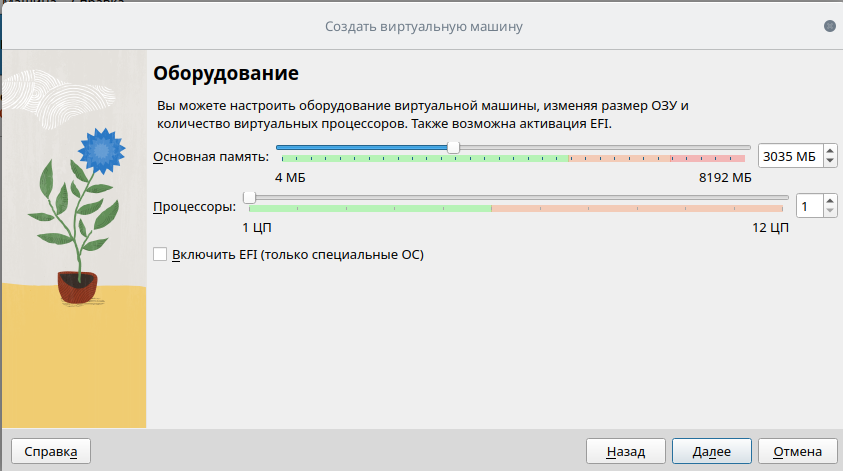 Создать виртуальную машину
Оборудование
Вы можете настроить оборудование виртуальной машины, изменяя размер ОЗУ и
количество виртуальных процессоров. Также возможна активация EFI.
Основная память: 3035 МБ
4 МБ 8192 МБ
Процессоры: 1
1 ЦП 12 ЦП
Включить EFI (только специальные ОС)
Справка Назад Далее Отмена